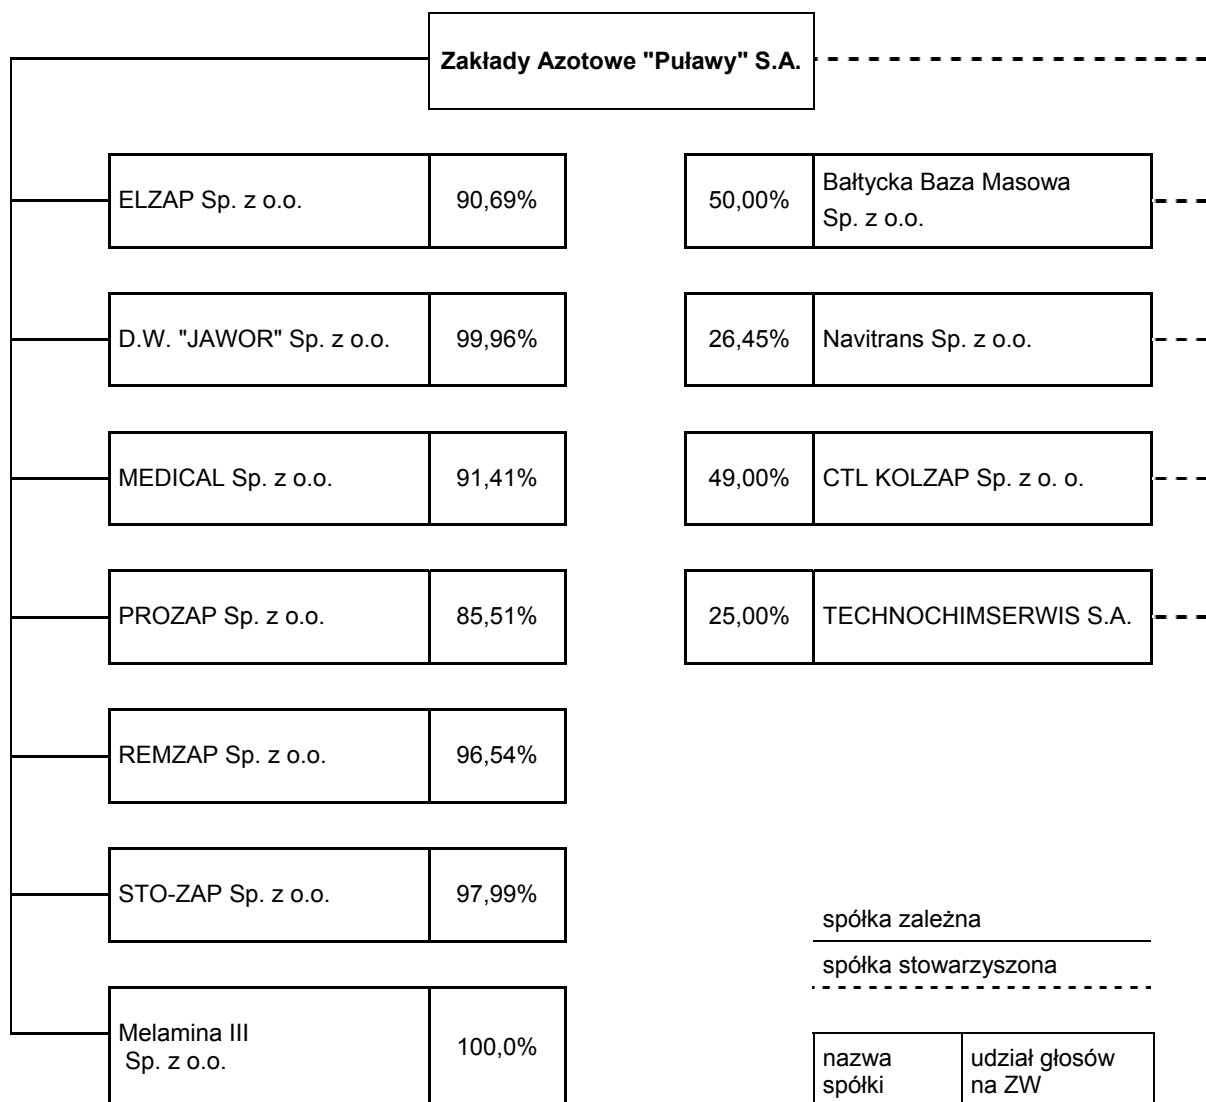 Zakłady Azotowe "Puławy" S.A.
ELZAP Sp. z o.o.
90,69%
50,00%
Bałtycka Baza Masowa
Sp. z o.o.
D.W. "JAWOR" Sp. z o.o.
99,96%
26,45%
Navitrans Sp. z o.o.
MEDICAL Sp. z o.o.
91,41%
49,00%
CTL KOLZAP Sp. z o. o.
PROZAP Sp. z o.o.
85,51%
25,00%
TECHNOCHIMSERWIS S.A.
REMZAP Sp. z o.o.
96,54%
STO-ZAP Sp. z o.o.
97,99%
Melamina III
Sp. z o.o.
100,0%
spółka zależna
spółka stowarzyszona
nazwa
spółki
udział głosów
na ZW